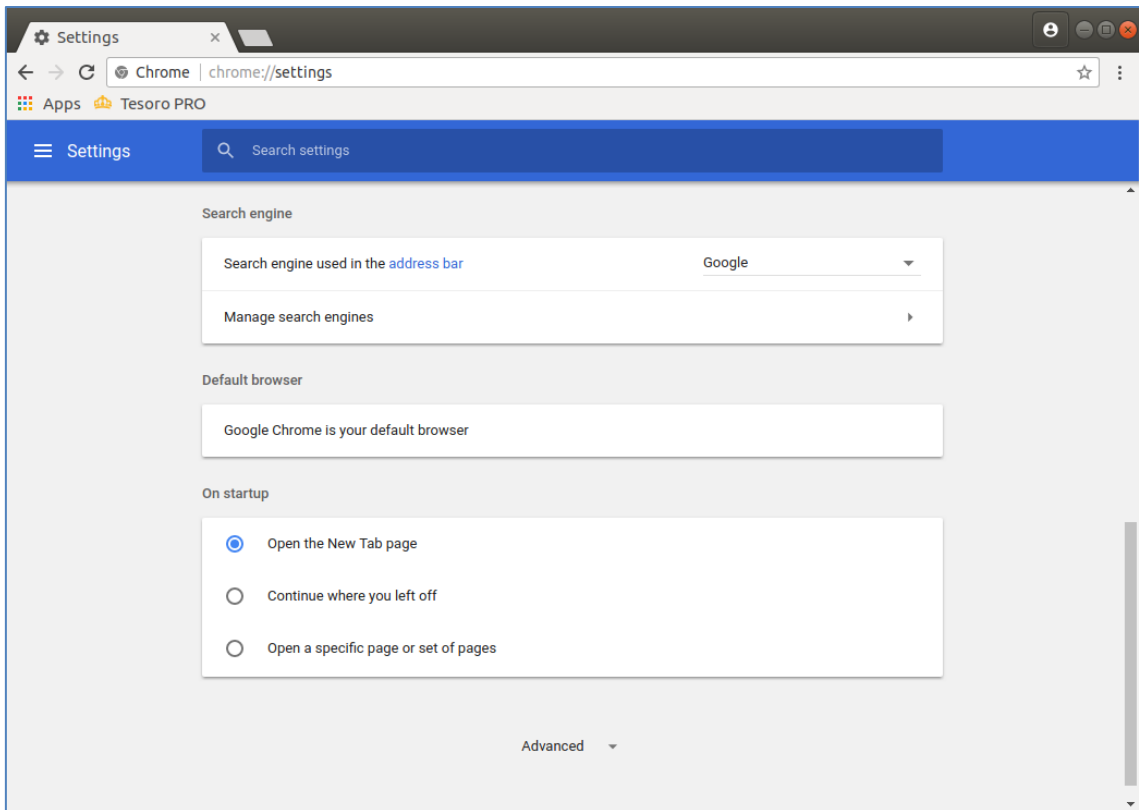 Settings
Chrome | chrome://settings
Apps Tesoro PRO
Settings Search settings
Search engine
Search engine used in the address bar Google
Manage search engines
Default browser
Google Chrome is your default browser
On startup
Open the New Tab page
Continue where you left off
Open a specific page or set of pages
Advanced